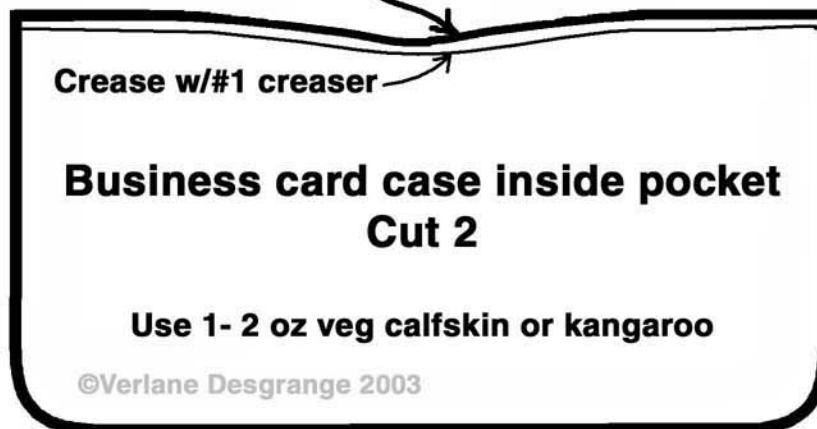 Crease w/#1 creaser
Business card case inside pocket
Cut 2
Use 1- 2 oz veg calfskin or kangaroo
©Verlane Desgrange 2003